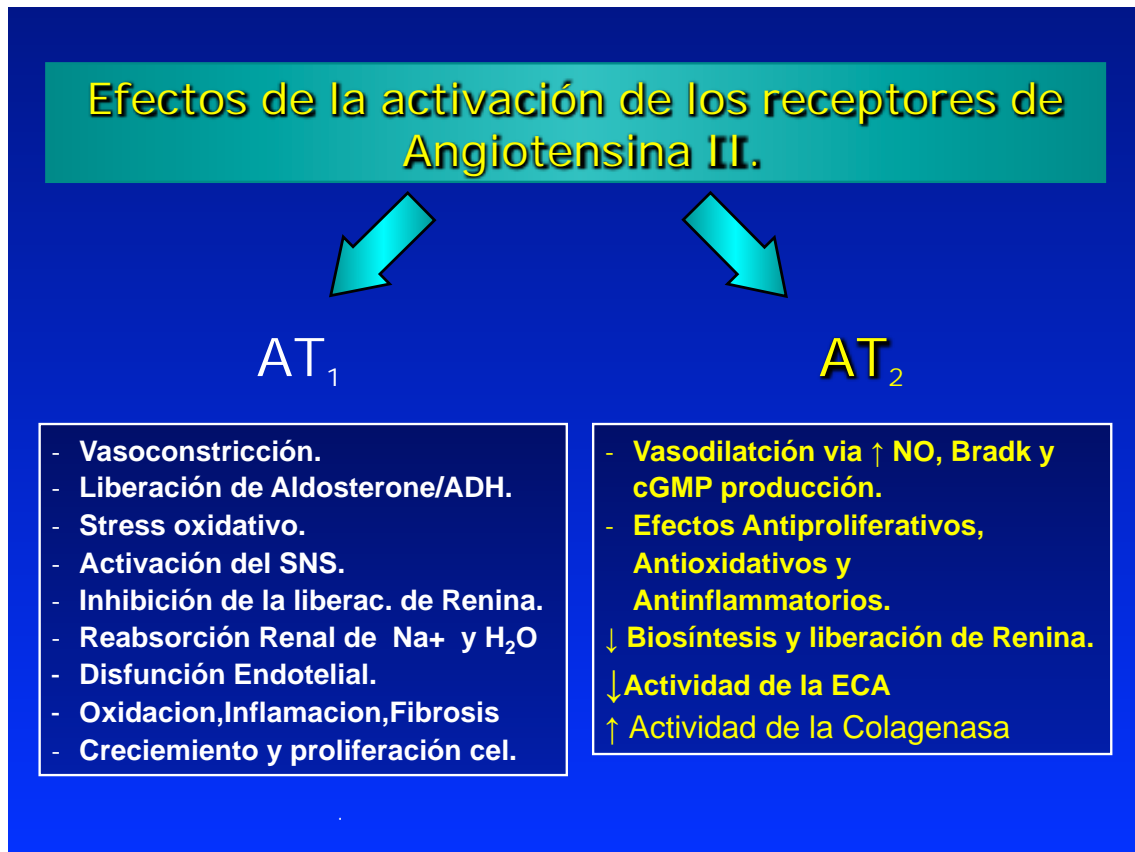 Efectos de la activación de los receptores de
Angiotensina II.
AT₁
- Vasoconstricción.
- Liberación de Aldosterone/ADH.
- Stress oxidativo.
- Activación del SNS.
- Inhibición de la liberac. de Renina.
- Reabsorción Renal de Na+ y H₂O
- Disfunción Endotelial.
- Oxidacion,Inflamacion,Fibrosis
- Creciemiento y proliferación cel.
AT₂
- Vasodilatción via ↑ NO, Bradk y
cGMP producción.
- Efectos Antiproliferativos,
Antioxidativos y
Antinflammatorios.
↓ Biosíntesis y liberación de Renina.
↓Actividad de la ECA
↑ Actividad de la Colagenasa
.